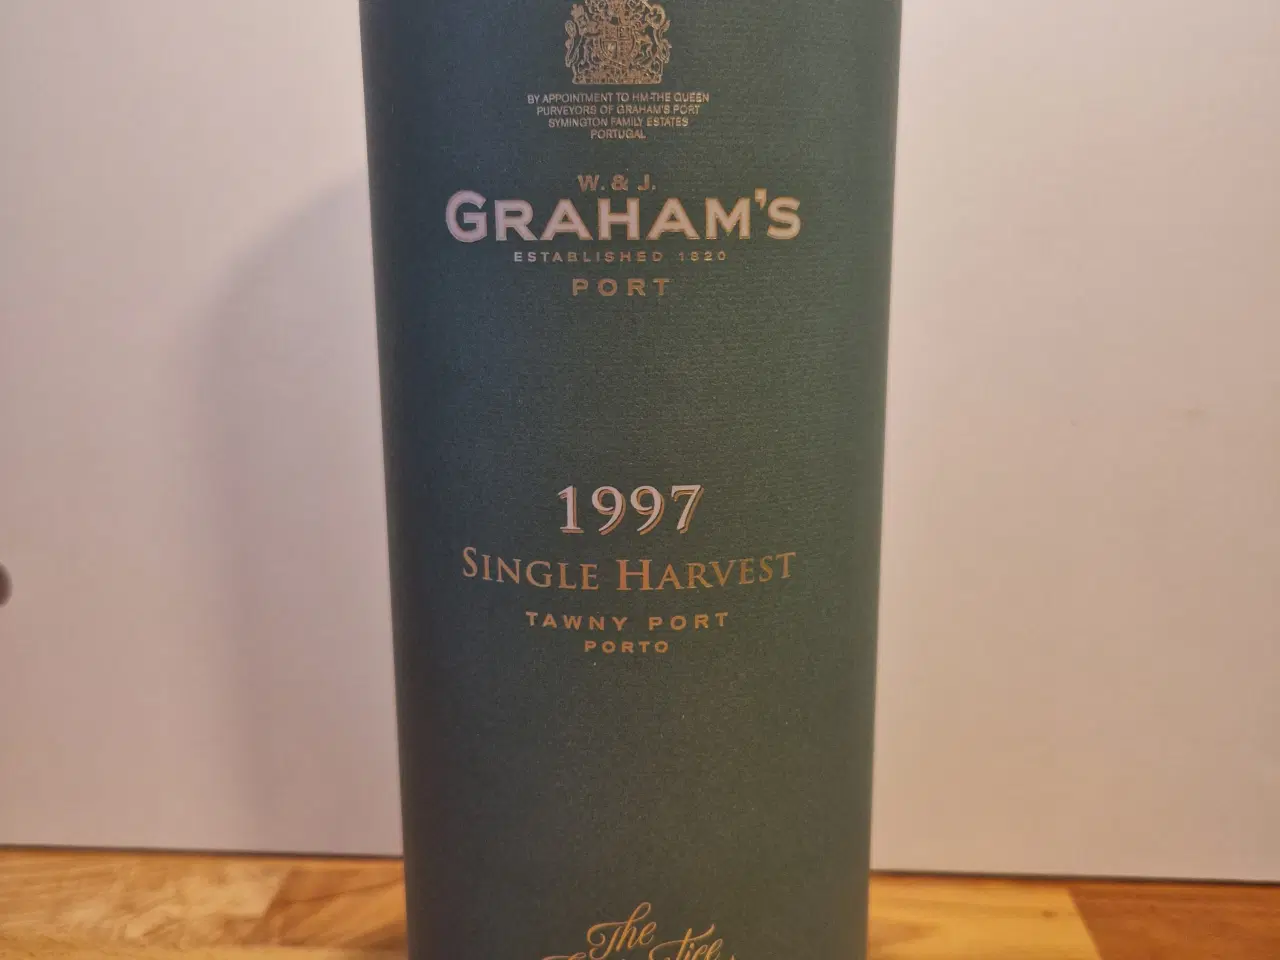 BY APPOINTMENT TO HM THE QUEEN
PURVEYORS OF GRAHAM'S PORT
SYMINGTON FAMILY ESTATES
PORTUGAL
W. & J.
GRAHAM'S
ESTABLISHED 1820
PORT
1997
SINGLE HARVEST
TAWNY PORT
PORTO
The